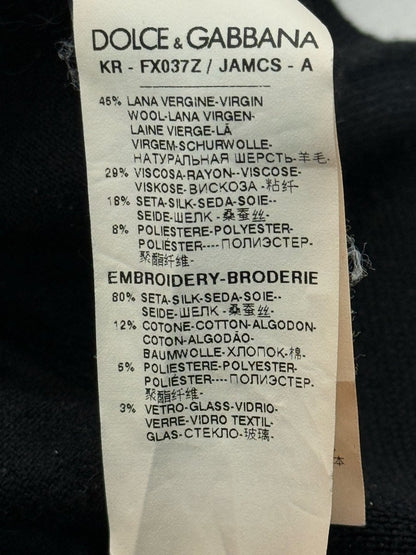 DOLCE & GABBANA
KR - FX037Z / JAMCS - A
45% LANA VERGINE-VIRGIN
WOOL-LANA VIRGEN-
LAINE VIERGE-LÃ
VIRGEM-SCHURWOLLE-
НАТУРАЛЬНАЯ ШЕРСТЬ-羊毛-
29% VISCOSA-RAYON-VISCOSE-
VISKOSE-ВИСКОЗА -粘纤-
18% SETA-SILK-SEDA-SOIE--
SEIDE-ШЕЛК -桑蚕丝-
8% POLIESTERE-POLYESTER-
POLIÉSTER----ПОЛИЭСТЕР-
聚酯纤维-
EMBROIDERY-BRODERIE
80% SETA-SILK-SEDA-SOIE--
SEIDE-ШЕЛК -桑蚕丝-
12% COTONE-COTTON-ALGODON-
COTON-ALGODÃO-
BAUMWOLLE-ХЛОПОК-棉-
5% POLIESTERE-POLYESTER-
POLIÉSTER----ПОЛИЭСТЕР-
聚酯纤维-
3% VETRO-GLASS-VIDRIO-
VERRE-VIDRO TEXTIL-
GLAS-СТЕКЛО-玻璃-
本